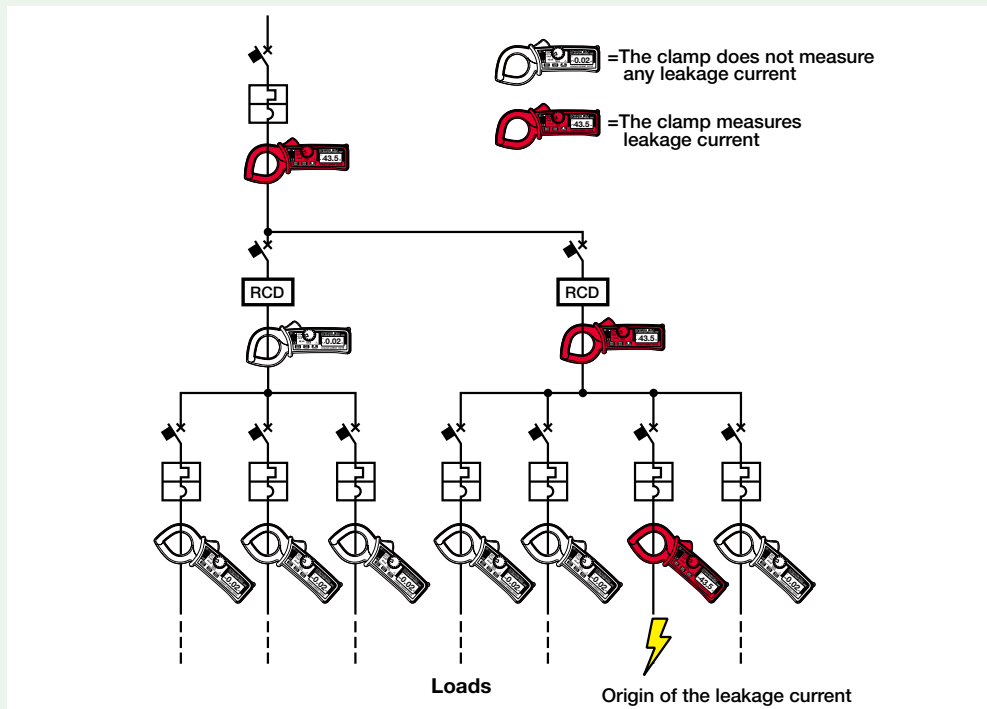 -0.02
=The clamp does not measure
any leakage current
-43.5
=The clamp measures
leakage current
-43.5
RCD
RCD
-0.02
-43.5
-0.02
-0.02
-0.02
-0.02
-0.02
-43.5
-0.02
Loads
Origin of the leakage current